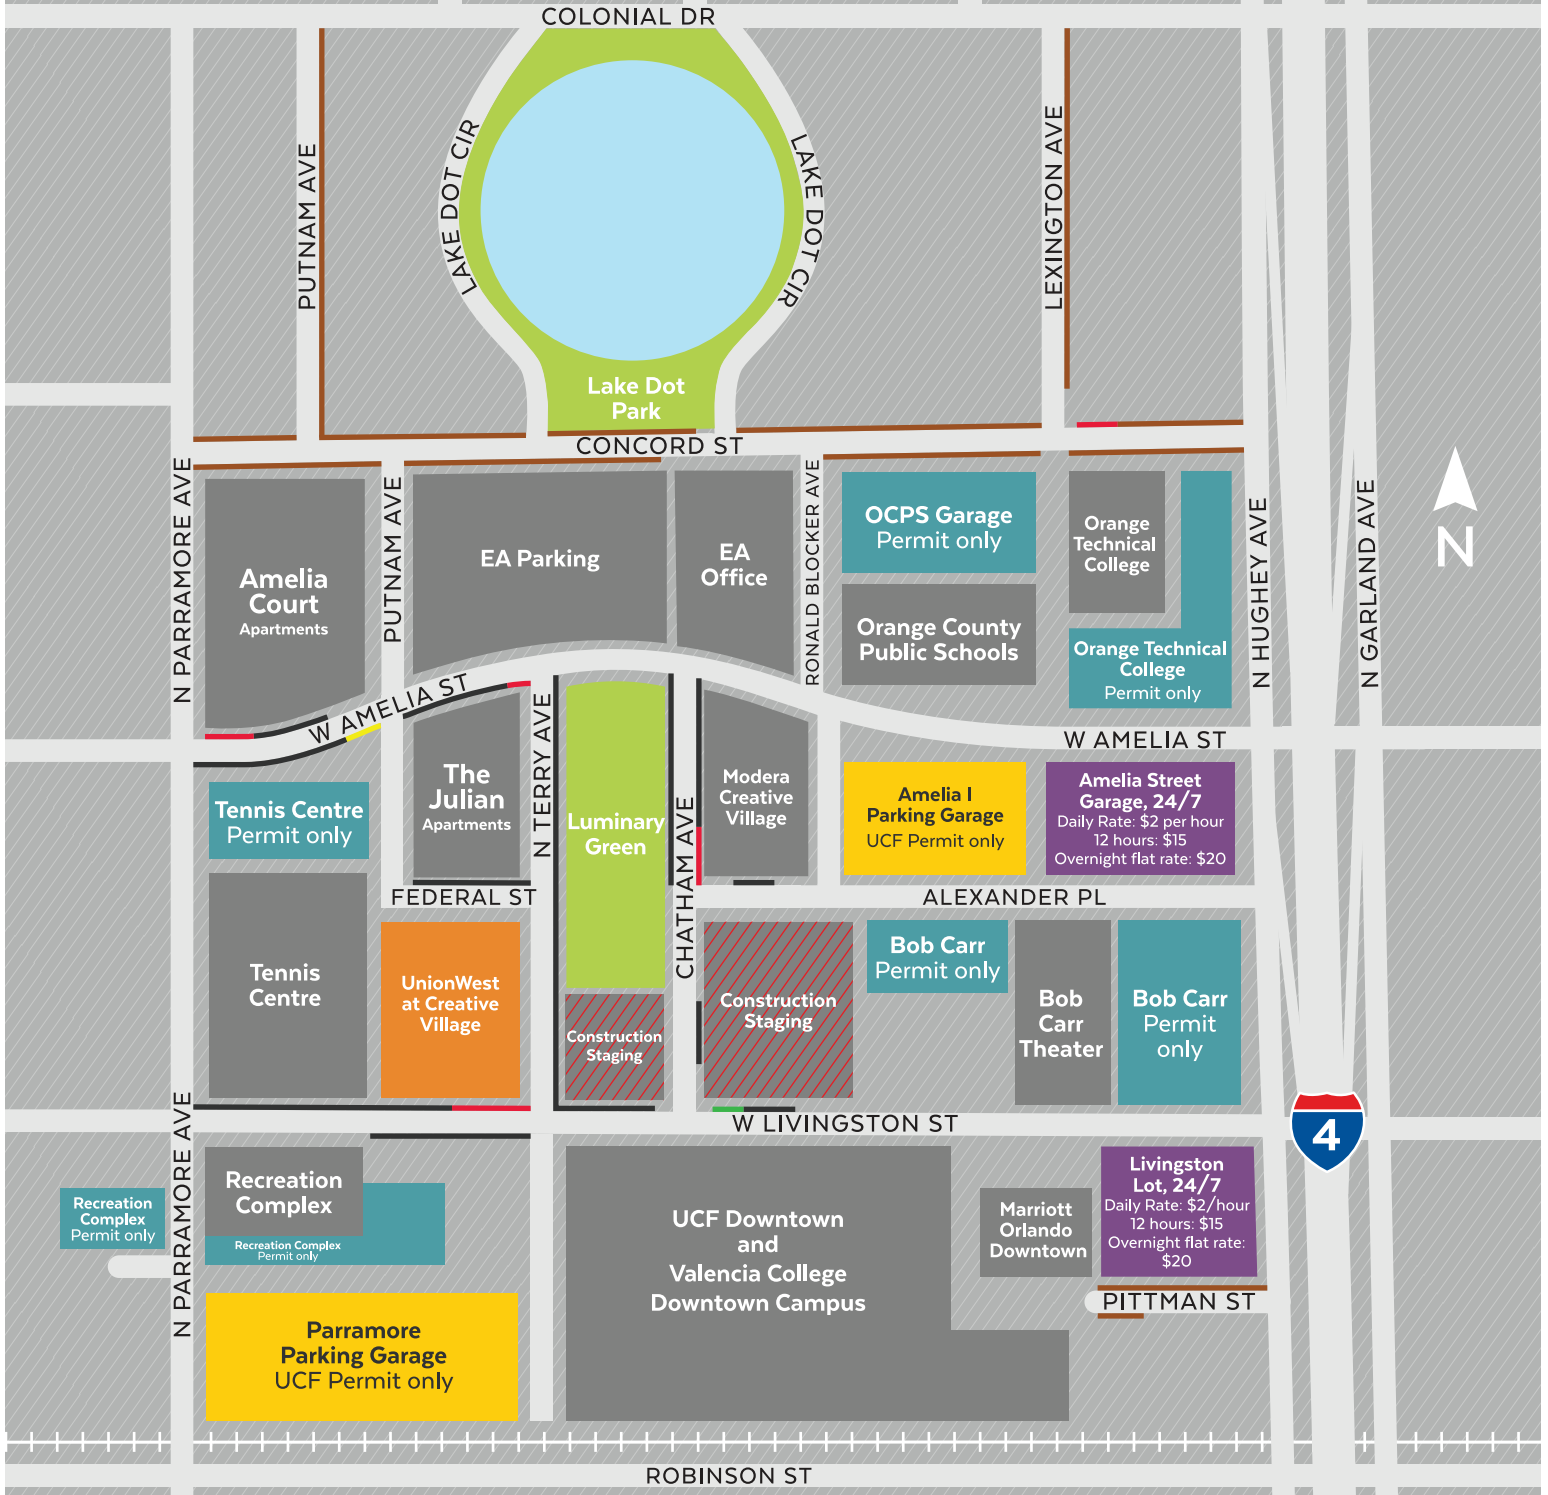 COLONIAL DR
PUTNAM AVE
LAKE DOT CIR
LAKE DOT CIR
LEXINGTON AVE
Lake Dot
Park
CONCORD ST
N PARRAMORE AVE
PUTNAM AVE
RONALD BLOCKER AVE
N HUGHEY AVE
N GARLAND AVE
N
Amelia
Court
Apartments
EA Parking
EA
Office
OCPS Garage
Permit only
Orange County
Public Schools
Orange
Technical
College
Orange Technical
College
Permit only
W AMELIA ST
W AMELIA ST
Tennis Centre
Permit only
The
Julian
Apartments
N TERRY AVE
Luminary
Green
CHATHAM AVE
Modera
Creative
Village
Amelia I
Parking Garage
UCF Permit only
Amelia Street
Garage, 24/7
Daily Rate: $2 per hour
12 hours: $15
Overnight flat rate: $20
FEDERAL ST
ALEXANDER PL
Tennis
Centre
UnionWest
at Creative
Village
Construction
Staging
Construction
Staging
Bob Carr
Permit only
Bob
Carr
Theater
Bob Carr
Permit
only
N PARRAMORE AVE
W LIVINGSTON ST
4
Recreation
Complex
Permit only
Recreation
Complex
Recreation Complex
Permit only
UCF Downtown
and
Valencia College
Downtown Campus
Marriott
Orlando
Downtown
Livingston
Lot, 24/7
Daily Rate: $2/hour
12 hours: $15
Overnight flat rate:
$20
PITTMAN ST
Parramore
Parking Garage
UCF Permit only
ROBINSON ST